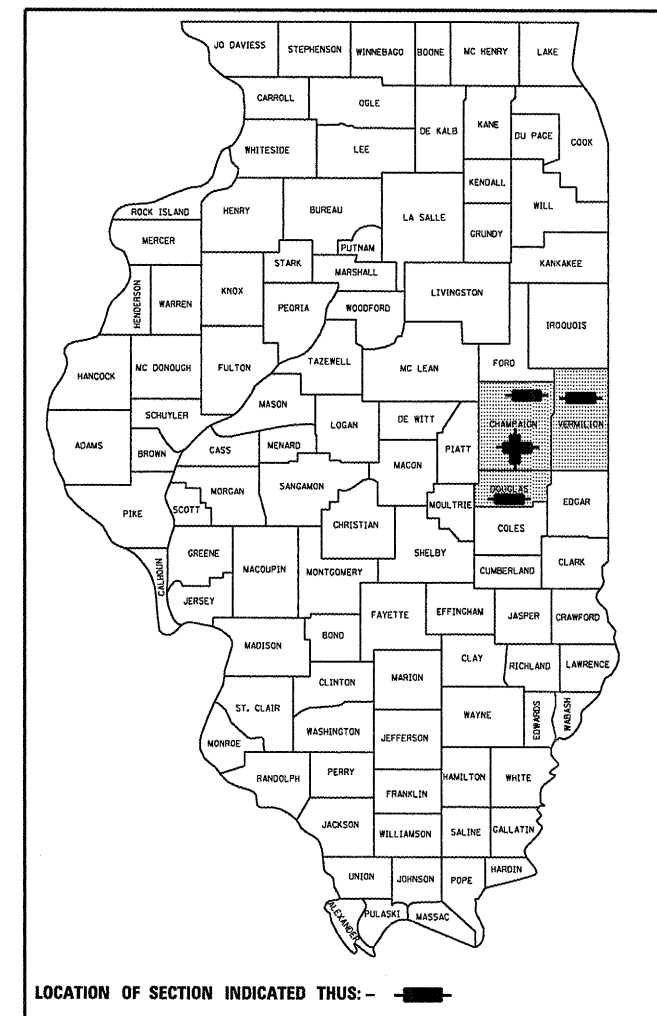 JO DAVIESS STEPHENSON WINNEBAGO BOONE MC HENRY LAKE
CARROLL OGLE DE KALB KANE DU PAGE COOK
WHITESIDE LEE
KENDALL WILL
ROCK ISLAND HENRY BUREAU LA SALLE
GRUNDY
MERCER PUTNAM
STARK MARSHALL KANKAKEE
HENDERSON WARREN KNOX PEORIA WOODFORD LIVINGSTON IROQUOIS
HANCOCK MC DONOUGH FULTON TAZEWELL MC LEAN FORD
SCHUYLER MASON LOGAN DE WITT CHAMPAIGN VERMILION
ADAMS BROWN CASS MENARD MACON PIATT
MORGAN SANGAMON DOUGLAS EDGAR
PIKE SCOTT CHRISTIAN MOULTRIE COLES
GREENE MACOUPIN MONTGOMERY SHELBY CUMBERLAND CLARK
CALHOUN JERSEY FAYETTE EFFINGHAM JASPER CRAWFORD
MADISON BOND CLAY RICHLAND LAWRENCE
CLINTON MARION
ST. CLAIR WASHINGTON WAYNE EDWARDS WABASH
MONROE JEFFERSON
RANDOLPH PERRY HAMILTON WHITE
FRANKLIN
JACKSON WILLIAMSON SALINE GALLATIN
UNION JOHNSON POPE HARDIN
ALEXANDER PULASKI MASSAC
LOCATION OF SECTION INDICATED THUS: –